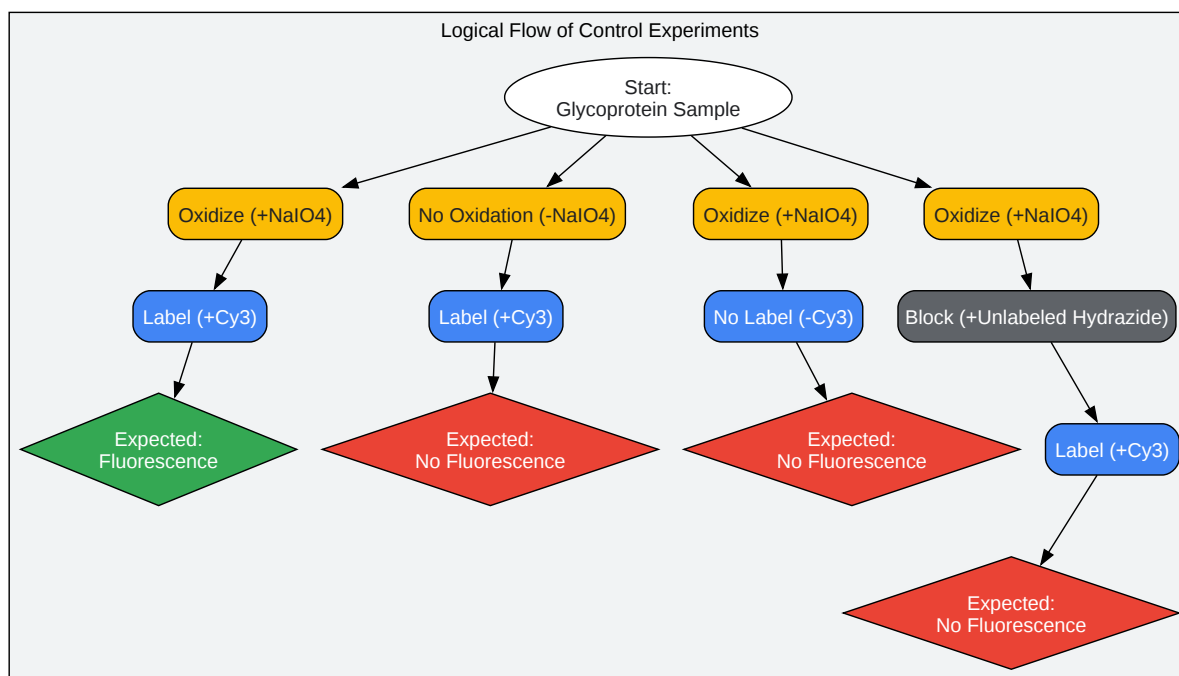 Logical Flow of Control Experiments
Start:
Glycoprotein Sample
Oxidize (+NaIO4)
No Oxidation (-NaIO4)
Oxidize (+NaIO4)
Oxidize (+NaIO4)
Label (+Cy3)
Label (+Cy3)
No Label (-Cy3)
Block (+Unlabeled Hydrazide)
Expected:
Fluorescence
Expected:
No Fluorescence
Expected:
No Fluorescence
Label (+Cy3)
Expected:
No Fluorescence